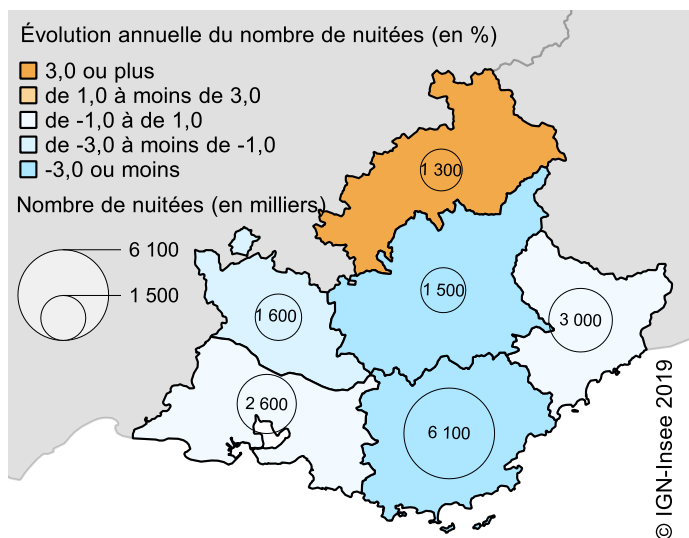 Évolution annuelle du nombre de nuitées (en %)
3,0 ou plus
de 1,0 à moins de 3,0
de -1,0 à de 1,0
de -3,0 à moins de -1,0
-3,0 ou moins
Nombre de nuitées (en milliers)
6 100
1 500
1 300
1 500
1 600
3 000
2 600
6 100
© IGN-Insee 2019